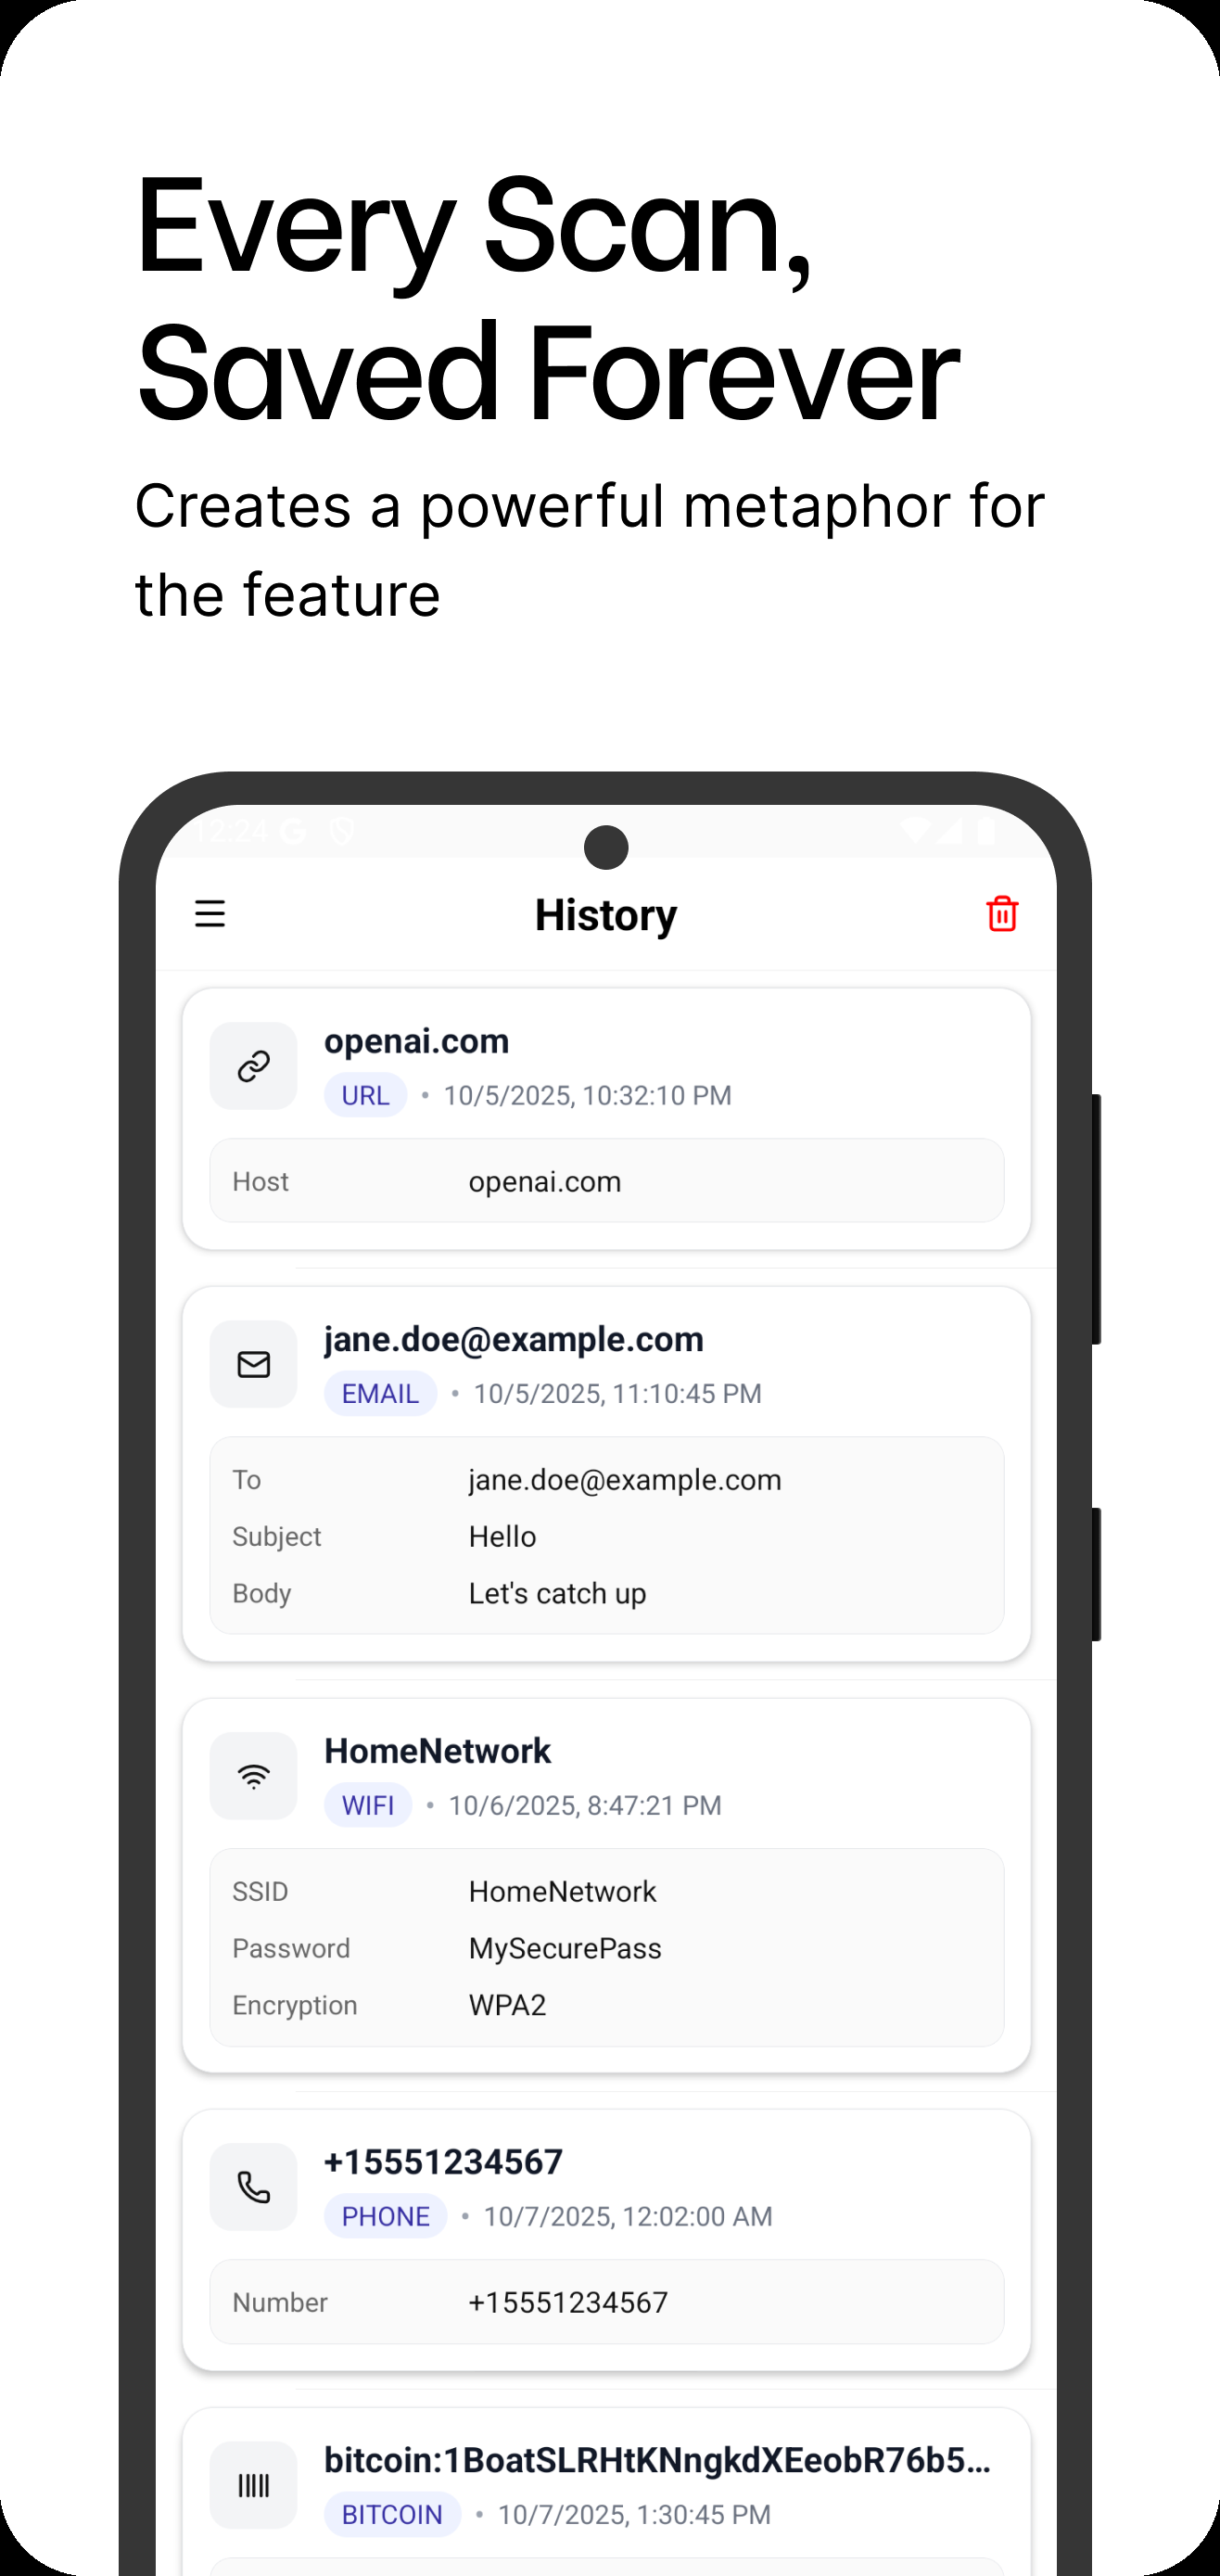 Every Scan,
Saved Forever
Creates a powerful metaphor for
the feature
12:24
History
openai.com
URL • 10/5/2025, 10:32:10 PM
Host openai.com
jane.doe@example.com
EMAIL • 10/5/2025, 11:10:45 PM
To jane.doe@example.com
Subject Hello
Body Let's catch up
HomeNetwork
WIFI • 10/6/2025, 8:47:21 PM
SSID HomeNetwork
Password MySecurePass
Encryption WPA2
+15551234567
PHONE • 10/7/2025, 12:02:00 AM
Number +15551234567
bitcoin:1BoatSLRHtKNngkdXEeobR76b5...
BITCOIN • 10/7/2025, 1:30:45 PM